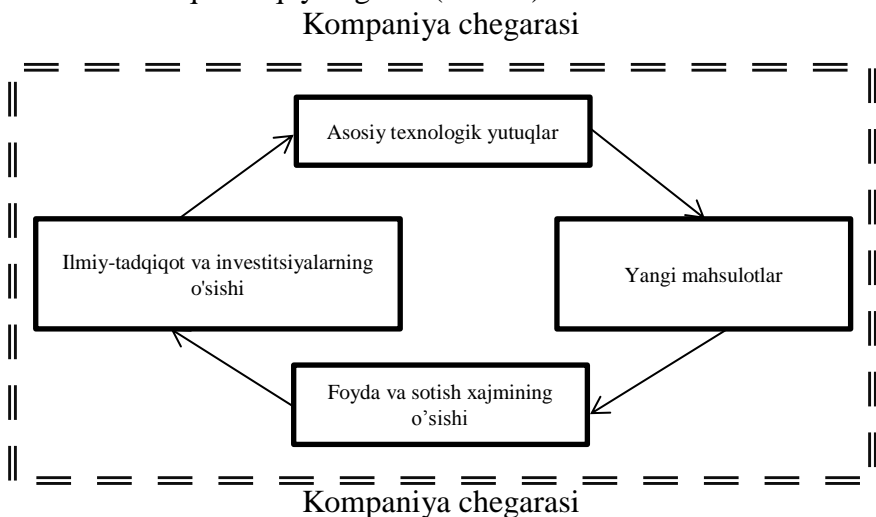 Kompaniya chegarasi
Asosiy texnologik yutuqlar
Ilmiy-tadqiqot va investitsiyalarning
o'sishi
Yangi mahsulotlar
Foyda va sotish xajmining
o’sishi
Kompaniya chegarasi